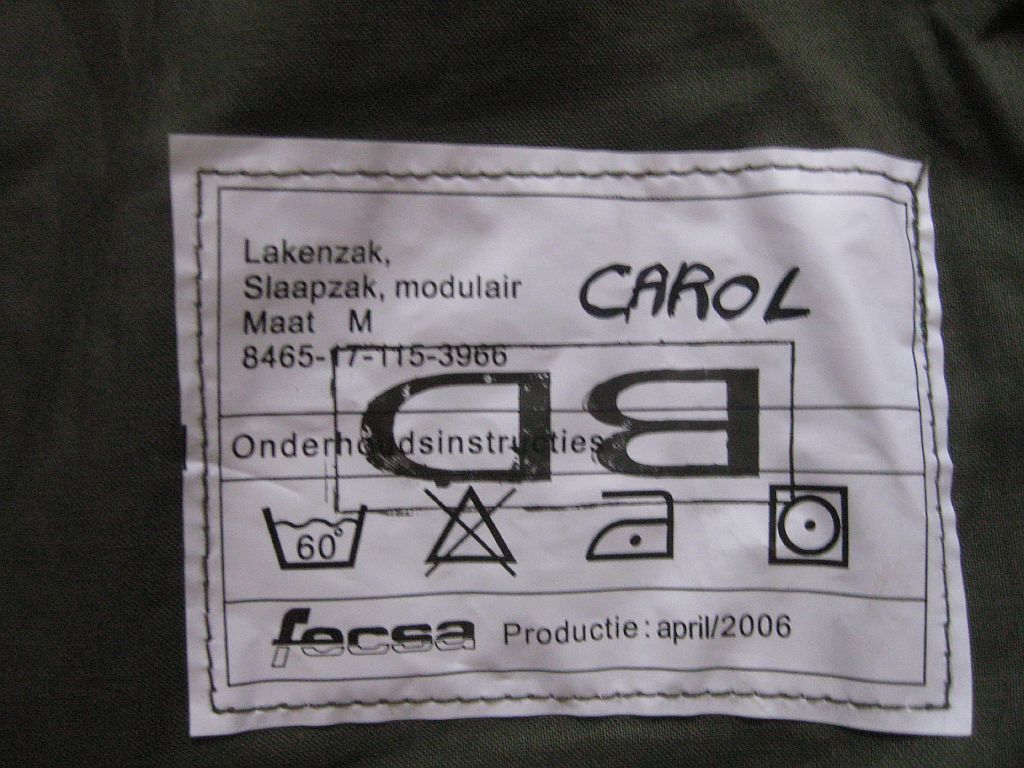 Lakenzak,
Slaapzak, modulair
Maat M
8465-17-115-3966
CAROL
BD
Onderhoudsinstructies
60°
fecsa Productie: april/2006